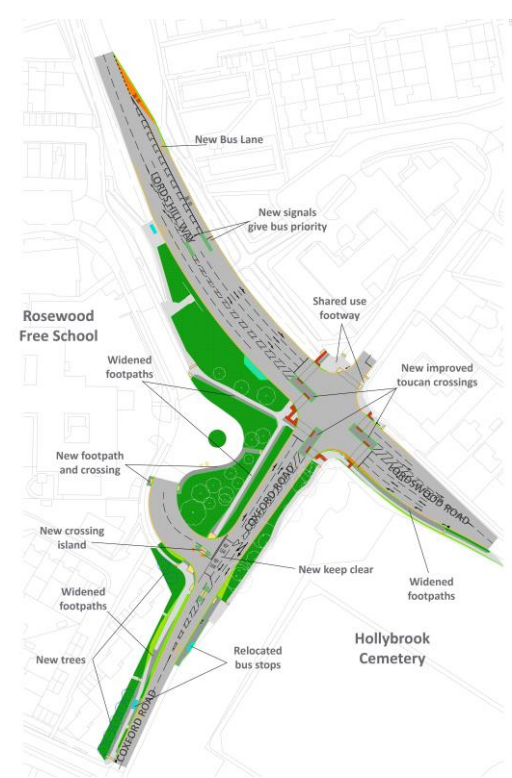 New Bus Lane
LORDS HILL WAY
New signals
give bus priority
Shared use
footway
Rosewood
Free School
Widened
footpaths
New improved
toucan crossings
New footpath
and crossing
COXFORD ROAD
LORDSWOOD ROAD
New crossing
island
New keep clear
Widened
footpaths
Widened
footpaths
Hollybrook
Cemetery
New trees
Relocated
bus stops
COXFORD ROAD